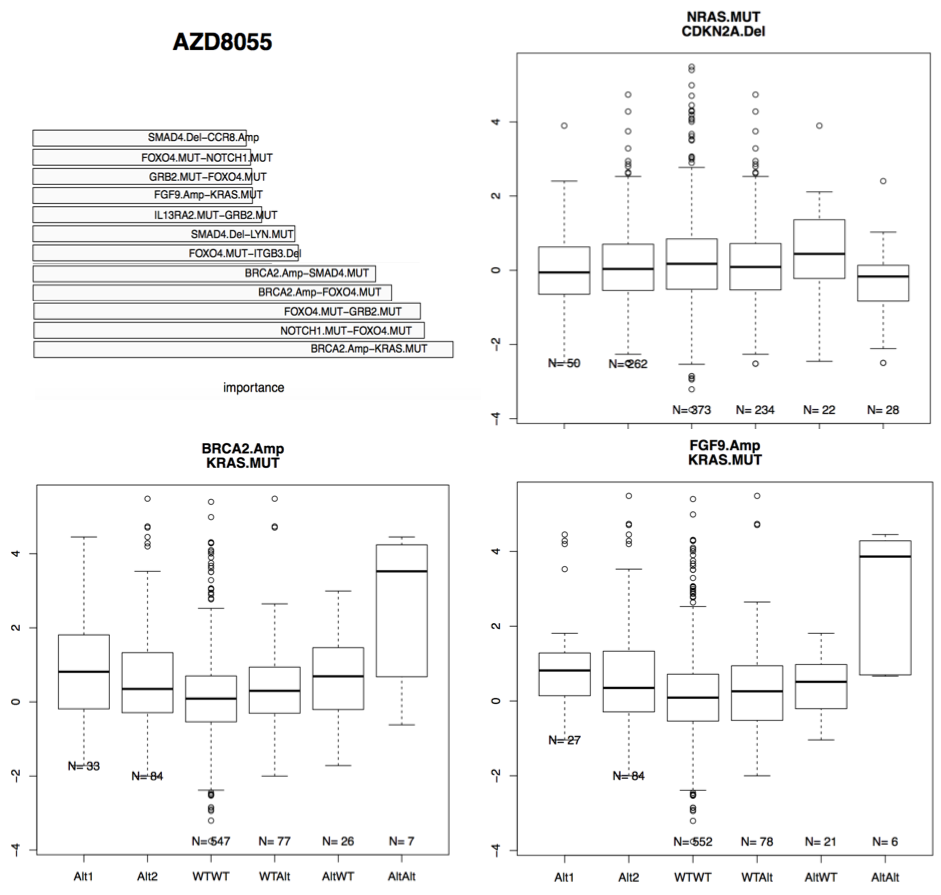 AZD8055
SMAD4.Del−CCR8.Amp
FOXO4.MUT−NOTCH1.MUT
GRB2.MUT−FOXO4.MUT
FGF9.Amp−KRAS.MUT
IL13RA2.MUT−GRB2.MUT
SMAD4.Del−LYN.MUT
FOXO4.MUT−ITGB3.Del
BRCA2.Amp−SMAD4.MUT
BRCA2.Amp−FOXO4.MUT
FOXO4.MUT−GRB2.MUT
NOTCH1.MUT−FOXO4.MUT
BRCA2.Amp−KRAS.MUT
importance
NRAS.MUT
CDKN2A.Del
4
2
0
−2
−4
N= 50 N= 262
N= 373 N= 234 N= 22 N= 28
BRCA2.Amp
KRAS.MUT
4
2
0
−2
−4
N= 33 N= 84
N= 547 N= 77 N= 26 N= 7
Alt1 Alt2 WTWT WTAlt AltWT AltAlt
FGF9.Amp
KRAS.MUT
4
2
0
−2
−4
N= 27
N= 84
N= 552 N= 78 N= 21 N= 6
Alt1 Alt2 WTWT WTAlt AltWT AltAlt